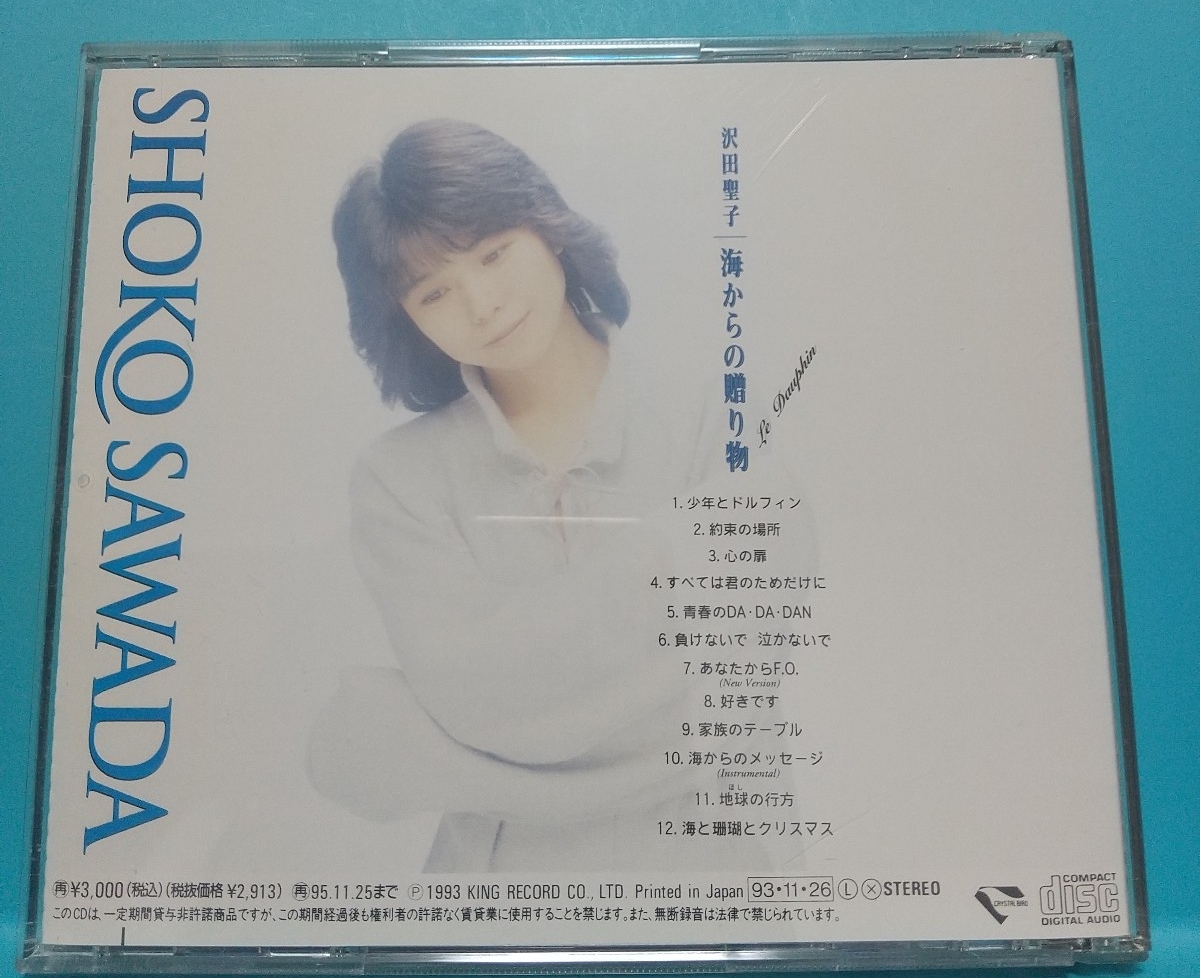 SHOKO SAWADA
沢田聖子 | 海からの贈り物
Le Dauphin
1. 少年とドルフィン
2. 約束の場所
3. 心の扉
4. すべては君のためだけに
5. 青春のDA・DA・DAN
6. 負けないで 泣かないで
7. あなたからF.O.
(New Version)
8. 好きです
9. 家族のテーブル
10. 海からのメッセージ
(Instrumental)
ほし
11. 地球の行方
12. 海と珊瑚とクリスマス
㊢¥3,000(税込)(税抜価格 ¥2,913) 再95.11.25まで Ⓟ1993 KING RECORD CO., LTD. Printed in Japan 93・11・26 Ⓛ ⓧ STEREO
このCDは、一定期間貸与非許諾商品ですが、この期間経過後も権利者の許諾なく賃貸業に使用することを禁じます。また、無断録音は法律で禁じられています。
CRYSTAL BIRD
COMPACT
disc
DIGITAL AUDIO